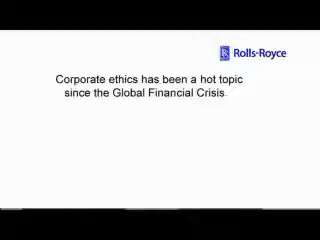 Rolls-Royce
Corporate ethics has been a hot topic
since the Global Financial Crisis.